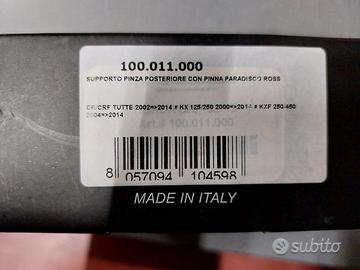 100.011.000
SUPPORTO PINZA POSTERIORE CON PINNA PARADISCO ROSS
CR/CRF TUTTE 2002=>2014 # KX 125/250 2000=>2014 # KXF 250/450
2004=>2014
Art.# 100.011.000
8 057094 104598
MADE IN ITALY
subito